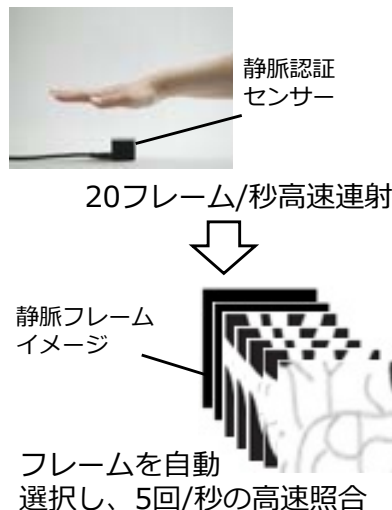 静脈認証
センサー
20フレーム/秒高速連射
静脈フレーム
イメージ
フレームを自動
選択し、5回/秒の高速照合